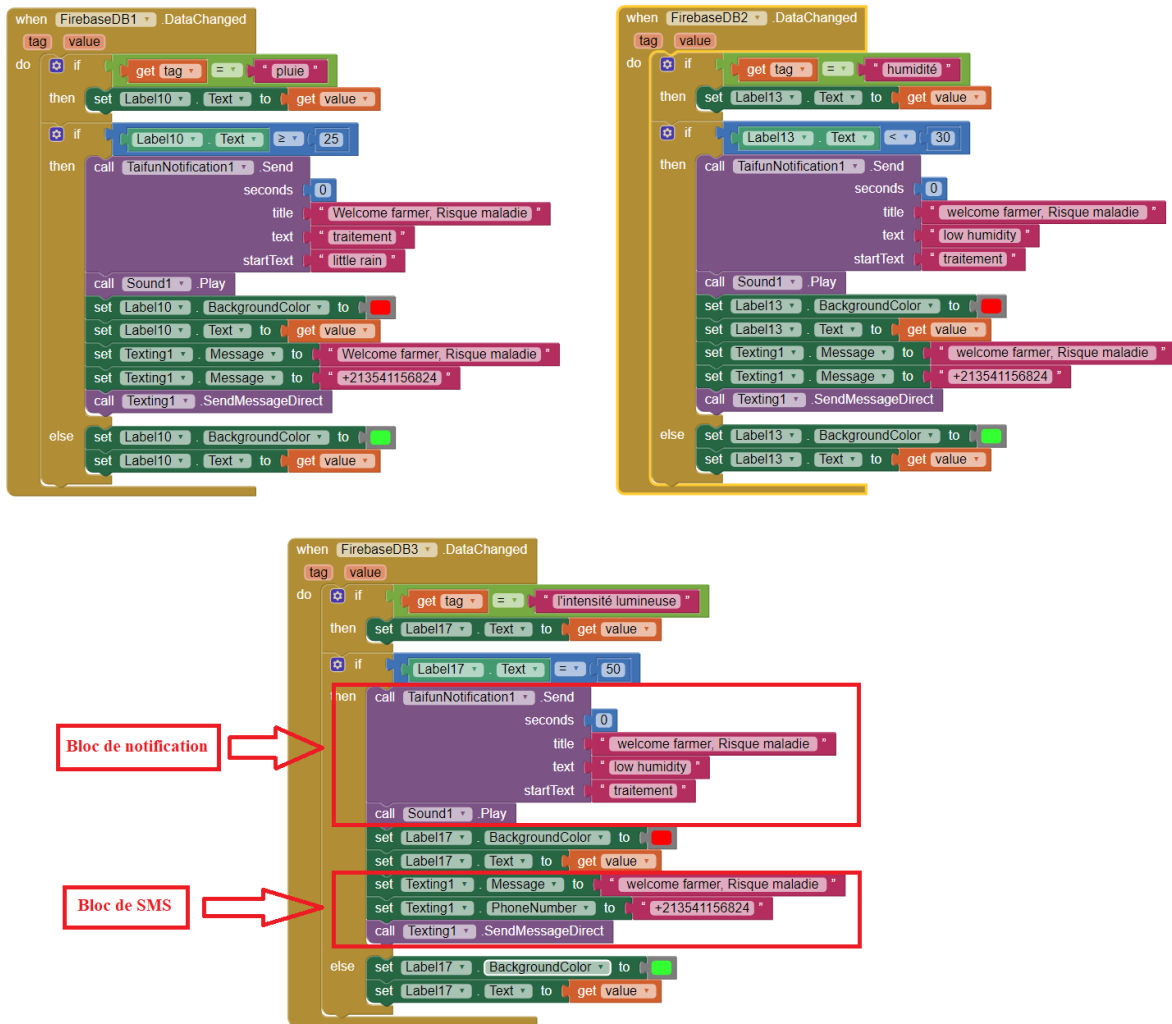 when FirebaseDB1 .DataChanged
tag value
do if get tag = " pluie "
then set Label10 . Text to get value
if Label10 . Text ≥ 25
then call TaifunNotification1 .Send
seconds 0
title " Welcome farmer, Risque maladie "
text " traitement "
startText " little rain "
call Sound1 .Play
set Label10 . BackgroundColor to
set Label10 . Text to get value
set Texting1 . Message to " Welcome farmer, Risque maladie "
set Texting1 . Message to " +213541156824 "
call Texting1 .SendMessageDirect
else set Label10 . BackgroundColor to
set Label10 . Text to get value
when FirebaseDB2 .DataChanged
tag value
do if get tag = " humidité "
then set Label13 . Text to get value
if Label13 . Text < 30
then call TaifunNotification1 .Send
seconds 0
title " welcome farmer, Risque maladie "
text " low humidity "
startText " traitement "
call Sound1 .Play
set Label13 . BackgroundColor to
set Label13 . Text to get value
set Texting1 . Message to " welcome farmer, Risque maladie "
set Texting1 . Message to " +213541156824 "
call Texting1 .SendMessageDirect
else set Label13 . BackgroundColor to
set Label13 . Text to get value
when FirebaseDB3 .DataChanged
tag value
do if get tag = " l'intensité lumineuse "
then set Label17 . Text to get value
if Label17 . Text = 50
then call TaifunNotification1 .Send
seconds 0
Bloc de notification
title " welcome farmer, Risque maladie "
text " low humidity "
startText " traitement "
call Sound1 .Play
set Label17 . BackgroundColor to
set Label17 . Text to get value
set Texting1 . Message to " welcome farmer, Risque maladie "
Bloc de SMS
set Texting1 . PhoneNumber to " +213541156824 "
call Texting1 .SendMessageDirect
else set Label17 . BackgroundColor to
set Label17 . Text to get value